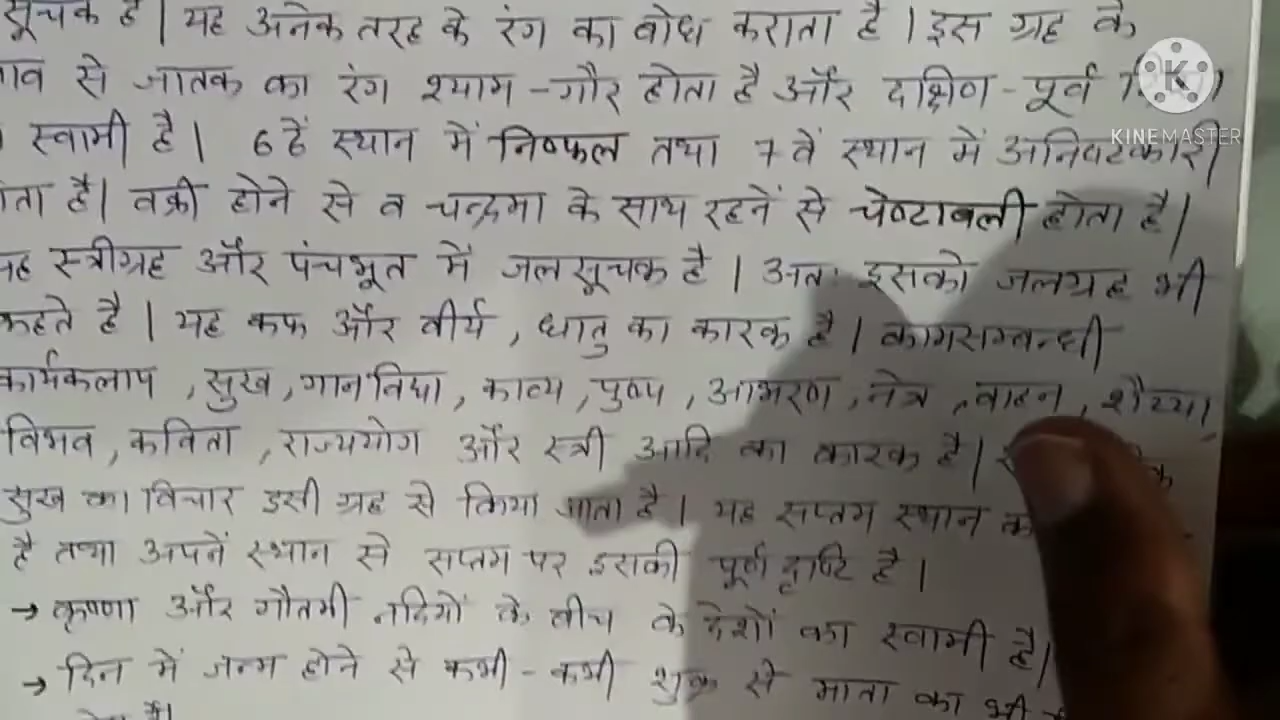 सूचक है। यह अनेक तरह के रंग का बोध कराता है। इस ग्रह के
से जातक का रंग श्याम-गौर होता है और दक्षिण-पूर्व
स्वामी है। 6 ठें स्थान में निष्फल तथा 7 वें स्थान में अनिष्टकारी
है। वक्री होने से व चन्द्रमा के साथ रहनें से चेष्टाबली होता है।
स्त्रीग्रह और पंचभूत में जलसूचक है। अतः इसको जलग्रह भी
कहते है। यह कफ और वीर्य, धातु का कारक है। कामसम्बन्धी
कार्यकलाप, सुख, गानविद्या, काव्य, पुष्प, आभरण, नेत्र, वाहन, शैय्या,
विभव, कविता, राज्ययोग और स्त्री आदि का कारक है।
सुख का विचार इसी ग्रह से किया जाता है। यह सप्तम स्थान
है तथा अपनें स्थान से सप्तम पर इसकी पूर्ण दृष्टि है।
→ कृष्णा और गौतमी नदियों के बीच के देशों का स्वामी है।
→ दिन में जन्म होने से कभी-कभी शुक्र से माता का भी
KINEMASTER